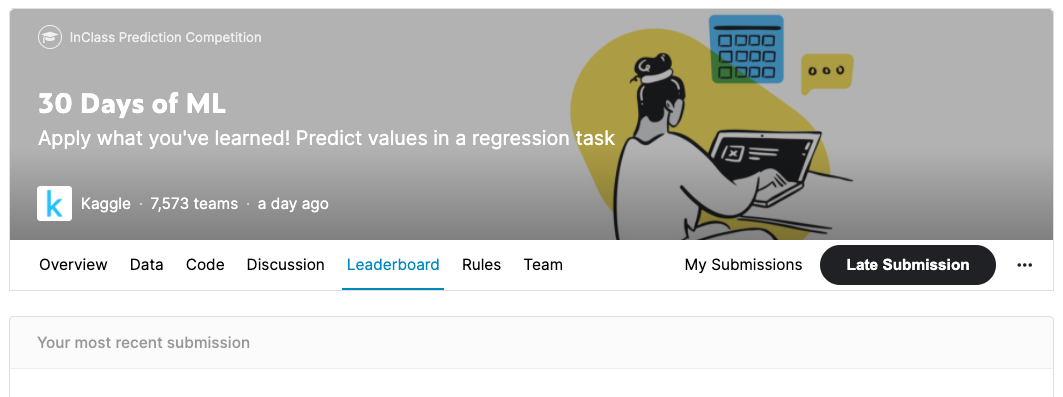 InClass Prediction Competition
30 Days of ML
Apply what you've learned! Predict values in a regression task
k
Kaggle · 7,573 teams · a day ago
Overview Data Code Discussion Leaderboard Rules Team My Submissions Late Submission ...
Your most recent submission